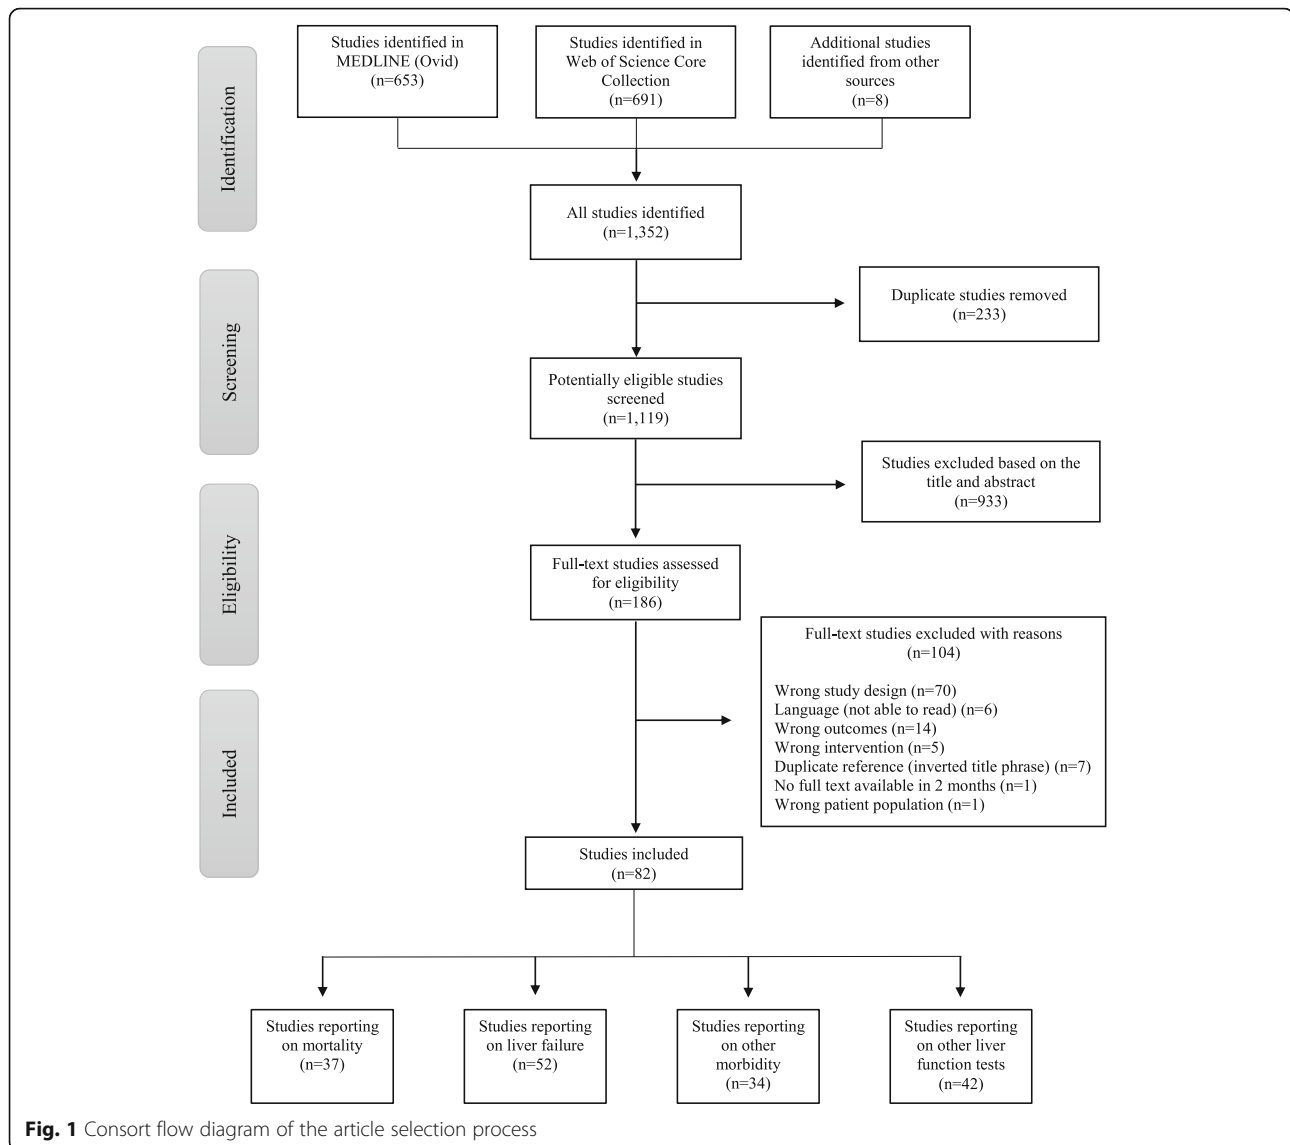 Studies identified in
MEDLINE (Ovid)
(n=653)
Studies identified in
Web of Science Core
Collection
(n=691)
Additional studies
identified from other
sources
(n=8)
Identification
All studies identified
(n=1,352)
Duplicate studies removed
(n=233)
Screening
Potentially eligible studies
screened
(n=1,119)
Studies excluded based on the
title and abstract
(n=933)
Eligibility
Full-text studies assessed
for eligibility
(n=186)
Full-text studies excluded with reasons
(n=104)
Wrong study design (n=70)
Language (not able to read) (n=6)
Wrong outcomes (n=14)
Wrong intervention (n=5)
Duplicate reference (inverted title phrase) (n=7)
No full text available in 2 months (n=1)
Wrong patient population (n=1)
Included
Studies included
(n=82)
Studies reporting
on mortality
(n=37)
Studies reporting
on liver failure
(n=52)
Studies reporting
on other
morbidity
(n=34)
Studies reporting
on other liver
function tests
(n=42)
Fig. 1 Consort flow diagram of the article selection process